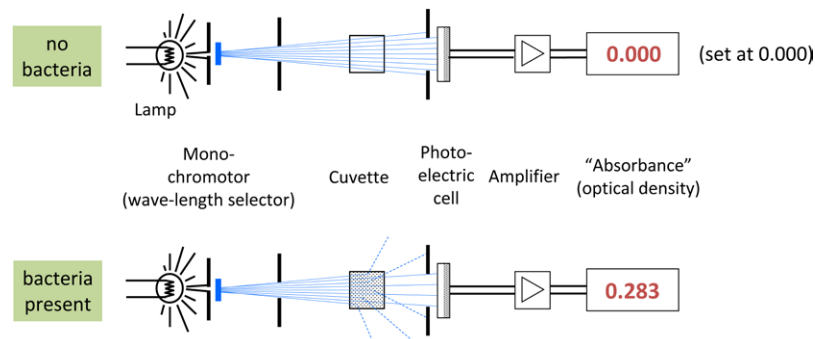 no
bacteria
0.000
(set at 0.000)
Lamp
Mono-
chromotor
(wave-length selector)
Cuvette
Photo-
electric
cell
Amplifier
“Absorbance”
(optical density)
bacteria
present
0.283